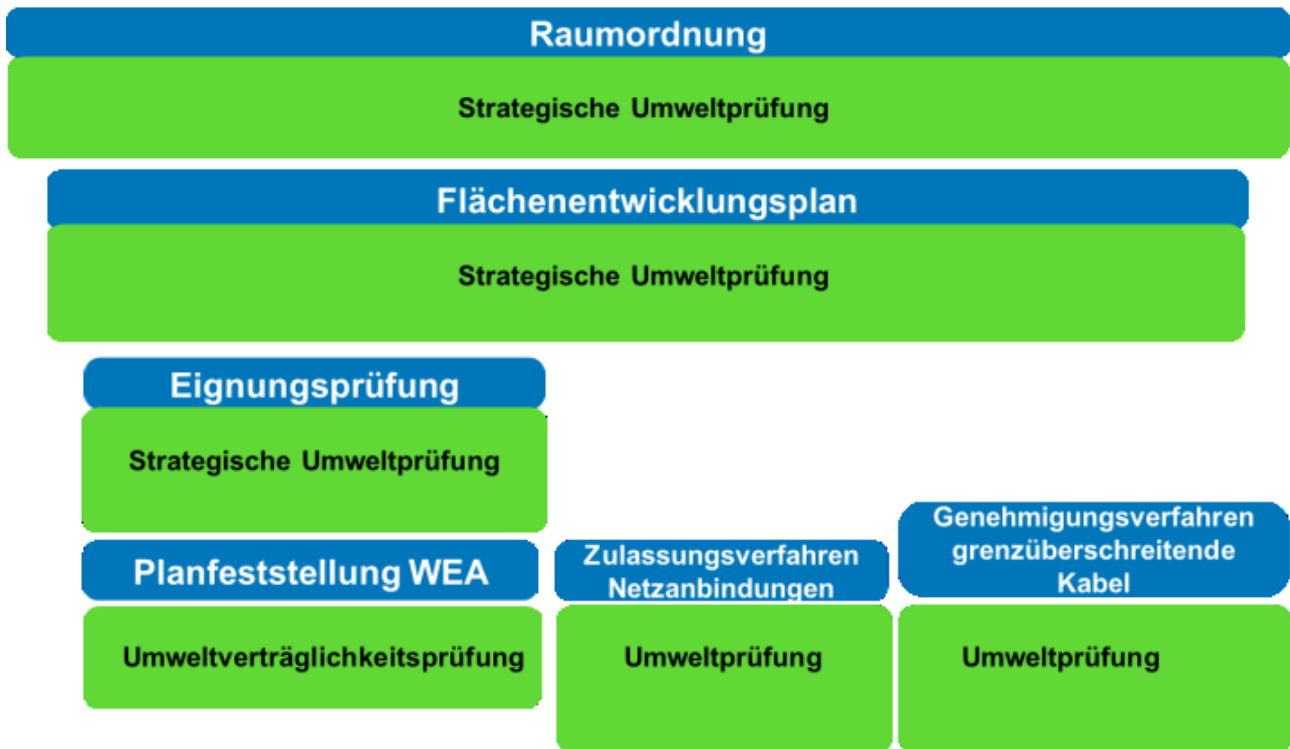 Raumordnung
Strategische Umweltprüfung
Flächenentwicklungsplan
Strategische Umweltprüfung
Eignungsprüfung
Strategische Umweltprüfung
Planfeststellung WEA
Umweltverträglichkeitsprüfung
Zulassungsverfahren
Netzanbindungen
Umweltprüfung
Genehmigungsverfahren
grenzüberschreitende
Kabel
Umweltprüfung